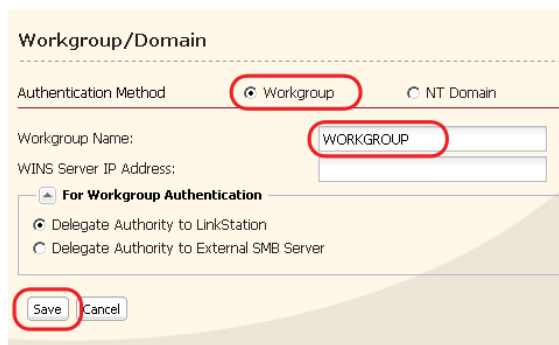 Workgroup/Domain
Authentication Method Workgroup NT Domain
Workgroup Name: WORKGROUP
WINS Server IP Address:
For Workgroup Authentication
Delegate Authority to LinkStation
Delegate Authority to External SMB Server
Save Cancel